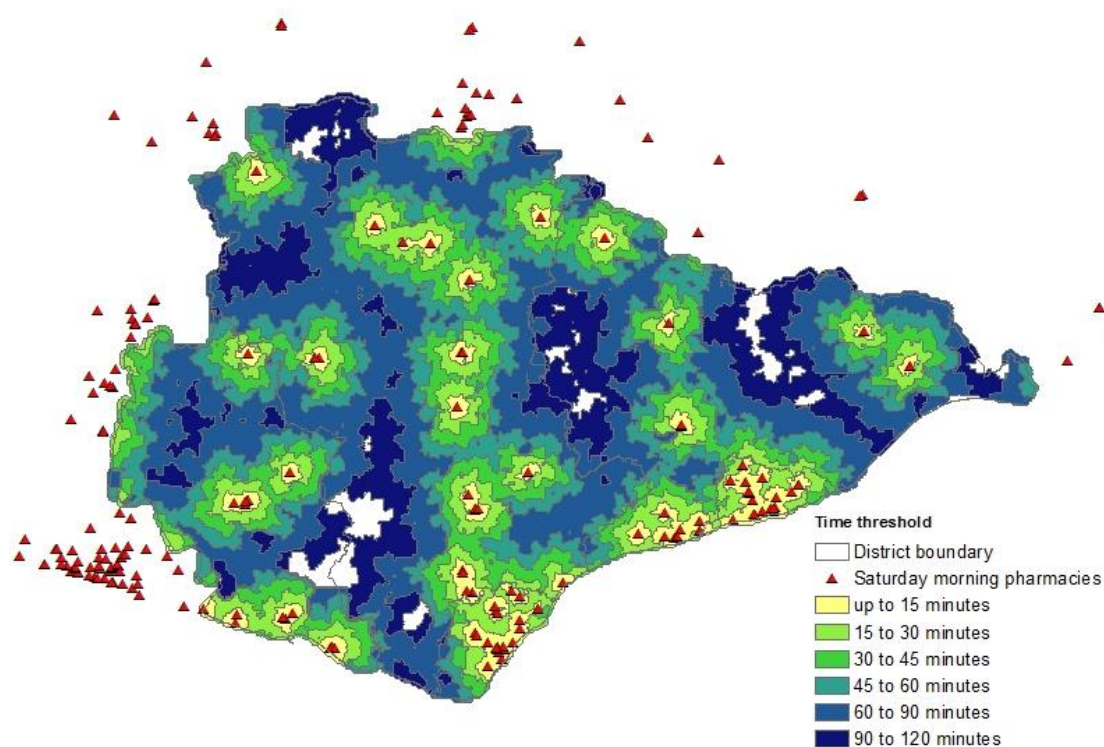 Time threshold
District boundary
Saturday morning pharmacies
up to 15 minutes
15 to 30 minutes
30 to 45 minutes
45 to 60 minutes
60 to 90 minutes
90 to 120 minutes